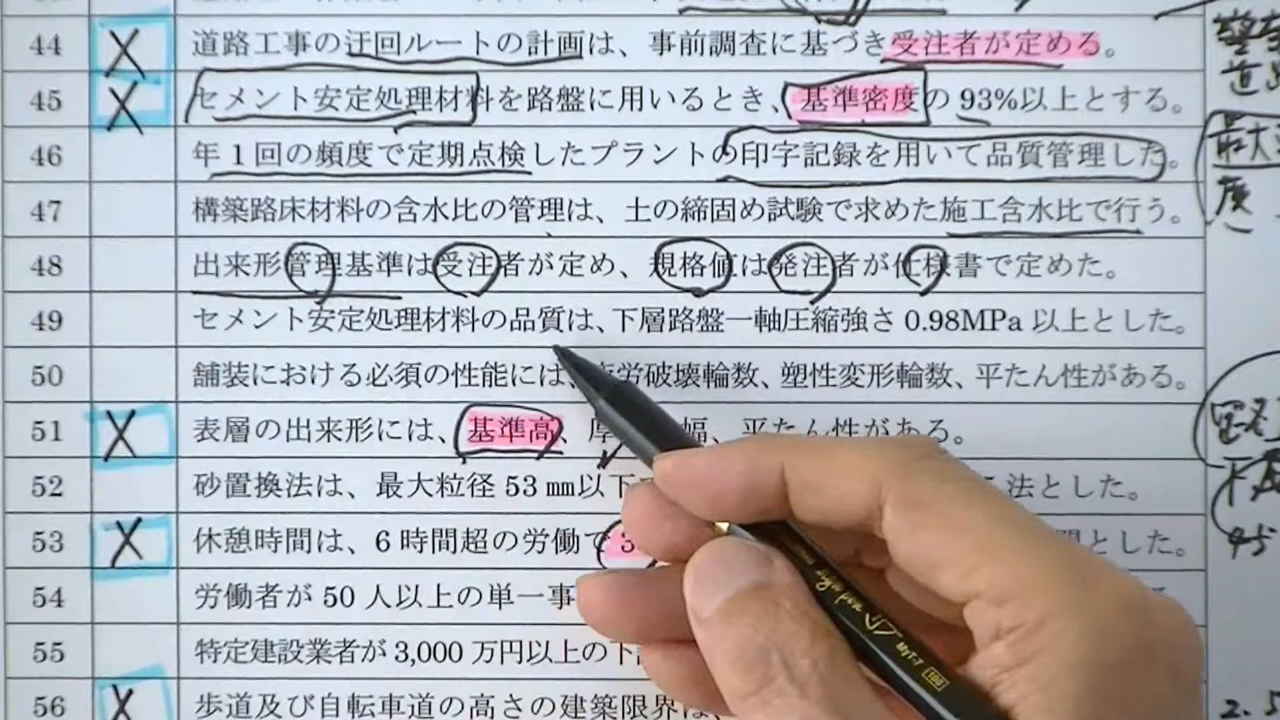 44 X 道路工事の迂回ルートの計画は、事前調査に基づき受注者が定める。
45 X セメント安定処理材料を路盤に用いるとき、基準密度の 93%以上とする。
46 年 1 回の頻度で定期点検したプラントの印字記録を用いて品質管理した。
47 構築路床材料の含水比の管理は、土の締固め試験で求めた施工含水比で行う。
48 出来形管理基準は受注者が定め、規格値は発注者が仕様書で定めた。
49 セメント安定処理材料の品質は、下層路盤一軸圧縮強さ 0.98MPa 以上とした。
50 舗装における必須の性能には、労破壊輪数、塑性変形輪数、平たん性がある。
51 X 表層の出来形には、基準高、厚 幅、平たん性がある。
52 砂置換法は、最大粒径 53 ㎜以下 法とした。
53 X 休憩時間は、6 時間超の労働で 3 間とした。
54 労働者が 50 人以上の単一事
55 特定建設業者が 3,000 万円以上の下
56 X 歩道及び自転車道の高さの建築限界は、
道
最大
度
下
95
2.5